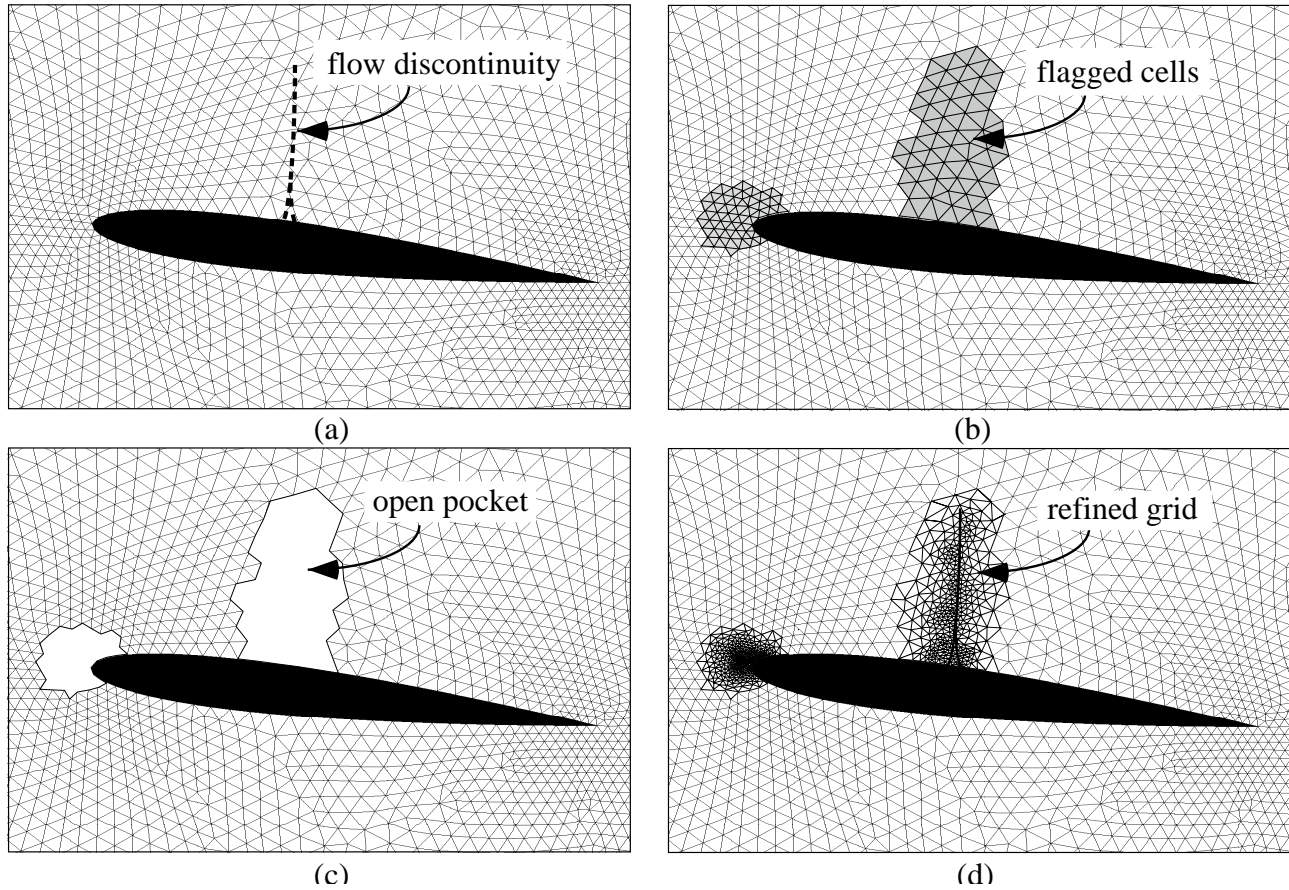 flow discontinuity
flagged cells
(a)
(b)
open pocket
refined grid
(c)
(d)